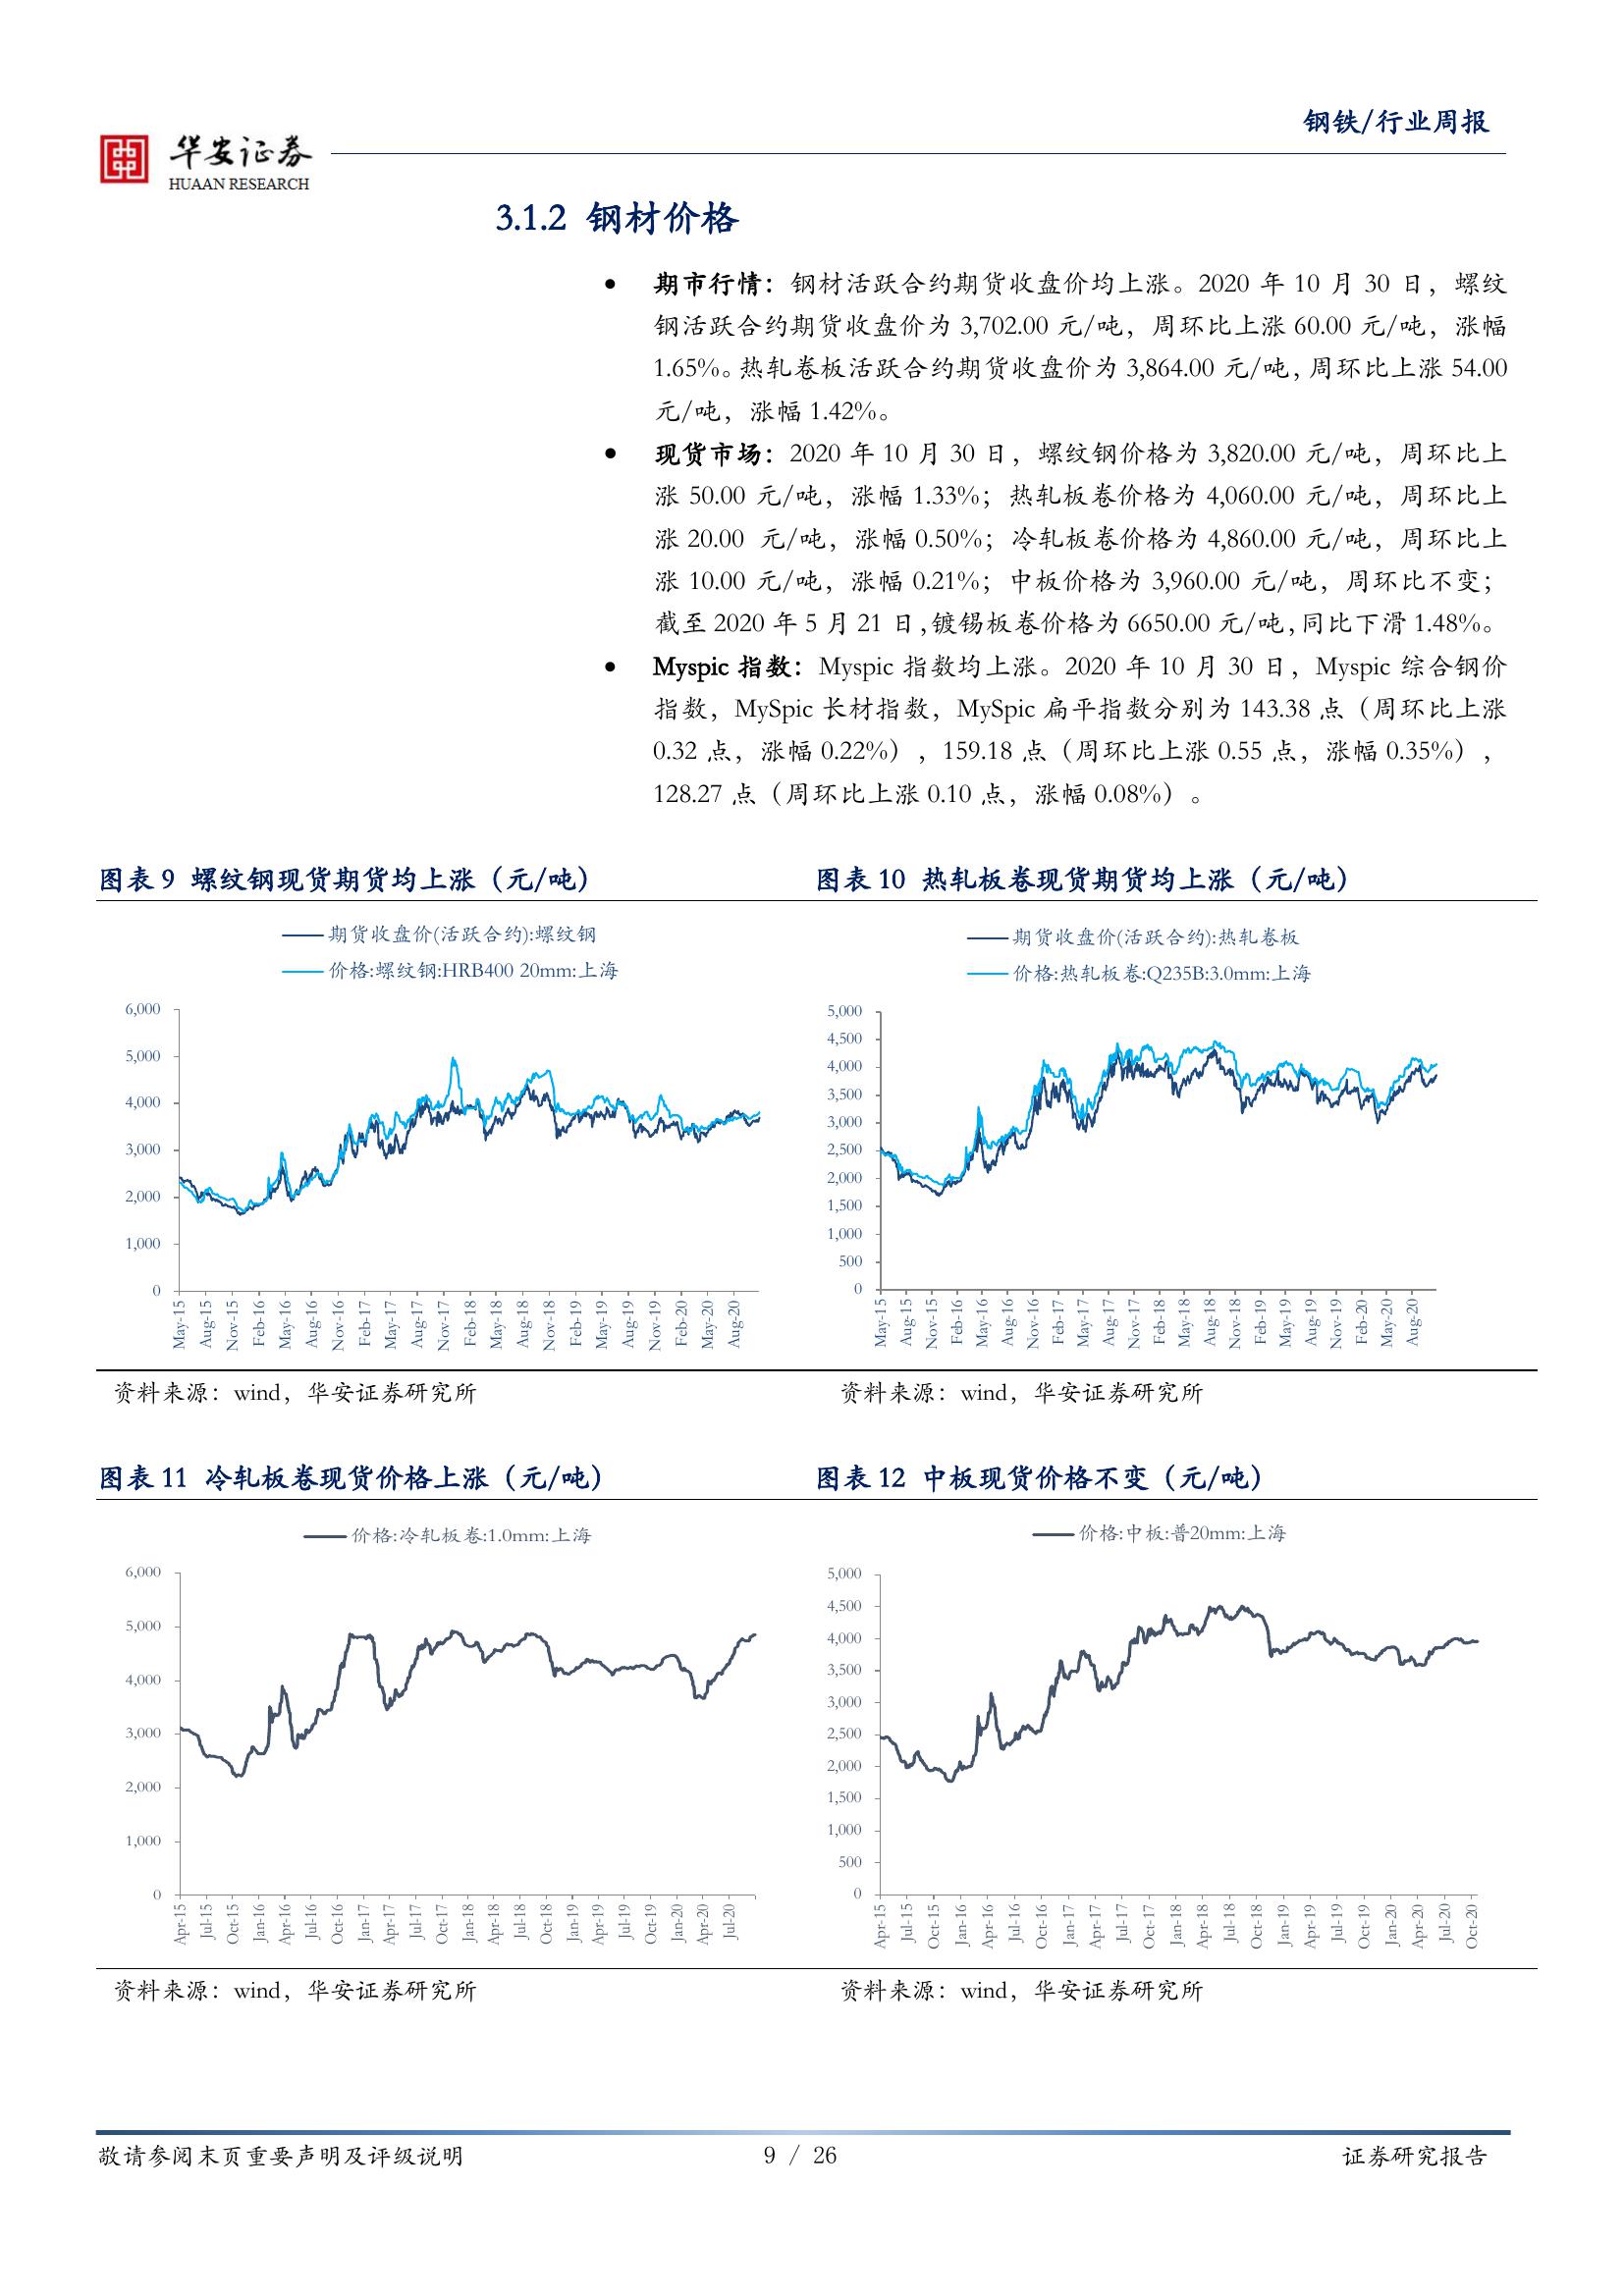 钢铁/行业周报
华安证券
HUAAN RESEARCH
3.1.2 钢材价格
• 期市行情：钢材活跃合约期货收盘价均上涨。2020 年 10 月 30 日，螺纹
钢活跃合约期货收盘价为 3,702.00 元/吨，周环比上涨 60.00 元/吨，涨幅
1.65%。热轧卷板活跃合约期货收盘价为 3,864.00 元/吨，周环比上涨 54.00
元/吨，涨幅 1.42%。
• 现货市场：2020 年 10 月 30 日，螺纹钢价格为 3,820.00 元/吨，周环比上
涨 50.00 元/吨，涨幅 1.33%；热轧板卷价格为 4,060.00 元/吨，周环比上
涨 20.00 元/吨，涨幅 0.50%；冷轧板卷价格为 4,860.00 元/吨，周环比上
涨 10.00 元/吨，涨幅 0.21%；中板价格为 3,960.00 元/吨，周环比不变；
截至 2020 年 5 月 21 日，镀锡板卷价格为 6650.00 元/吨，同比下滑 1.48%。
• Myspic 指数：Myspic 指数均上涨。2020 年 10 月 30 日，Myspic 综合钢价
指数，MySpic 长材指数，MySpic 扁平指数分别为 143.38 点（周环比上涨
0.32 点，涨幅 0.22%），159.18 点（周环比上涨 0.55 点，涨幅 0.35%），
128.27 点（周环比上涨 0.10 点，涨幅 0.08%）。
图表 9 螺纹钢现货期货均上涨（元/吨）
期货收盘价(活跃合约):螺纹钢
价格:螺纹钢:HRB400 20mm:上海
6,000
5,000
4,000
3,000
2,000
1,000
0
May-15 Aug-15 Nov-15 Feb-16 May-16 Aug-16 Nov-16 Feb-17 May-17 Aug-17 Nov-17 Feb-18 May-18 Aug-18 Nov-18 Feb-19 May-19 Aug-19 Nov-19 Feb-20 May-20 Aug-20
资料来源：wind，华安证券研究所
图表 10 热轧板卷现货期货均上涨（元/吨）
期货收盘价(活跃合约):热轧卷板
价格:热轧板卷:Q235B:3.0mm:上海
5,000
4,500
4,000
3,500
3,000
2,500
2,000
1,500
1,000
500
0
May-15 Aug-15 Nov-15 Feb-16 May-16 Aug-16 Nov-16 Feb-17 May-17 Aug-17 Nov-17 Feb-18 May-18 Aug-18 Nov-18 Feb-19 May-19 Aug-19 Nov-19 Feb-20 May-20 Aug-20
资料来源：wind，华安证券研究所
图表 11 冷轧板卷现货价格上涨（元/吨）
价格:冷轧板卷:1.0mm:上海
6,000
5,000
4,000
3,000
2,000
1,000
0
Apr-15 Jul-15 Oct-15 Jan-16 Apr-16 Jul-16 Oct-16 Jan-17 Apr-17 Jul-17 Oct-17 Jan-18 Apr-18 Jul-18 Oct-18 Jan-19 Apr-19 Jul-19 Oct-19 Jan-20 Apr-20 Jul-20
资料来源：wind，华安证券研究所
图表 12 中板现货价格不变（元/吨）
价格:中板:普20mm:上海
5,000
4,500
4,000
3,500
3,000
2,500
2,000
1,500
1,000
500
0
Apr-15 Jul-15 Oct-15 Jan-16 Apr-16 Jul-16 Oct-16 Jan-17 Apr-17 Jul-17 Oct-17 Jan-18 Apr-18 Jul-18 Oct-18 Jan-19 Apr-19 Jul-19 Oct-19 Jan-20 Apr-20 Jul-20 Oct-20
资料来源：wind，华安证券研究所
敬请参阅末页重要声明及评级说明
9 / 26
证券研究报告